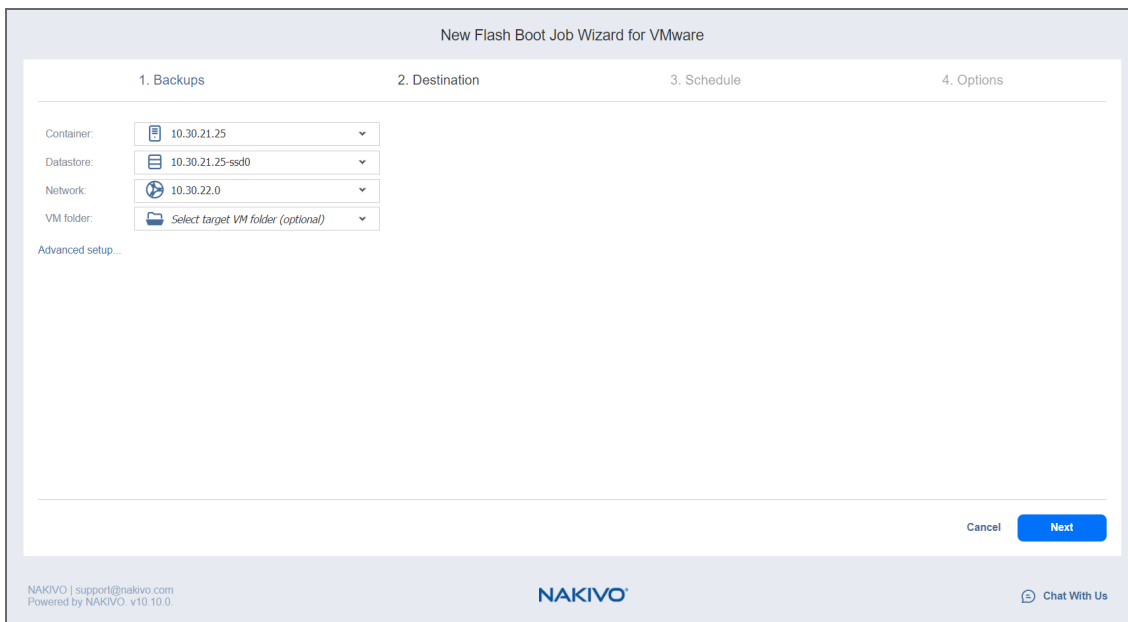 New Flash Boot Job Wizard for VMware
1. Backups 2. Destination 3. Schedule 4. Options
Container: 10.30.21.25
Datastore: 10.30.21.25-ssd0
Network: 10.30.22.0
VM folder: Select target VM folder (optional)
Advanced setup...
Cancel Next
NAKIVO | support@nakivo.com
Powered by NAKIVO. v10.10.0.
NAKIVO®
Chat With Us